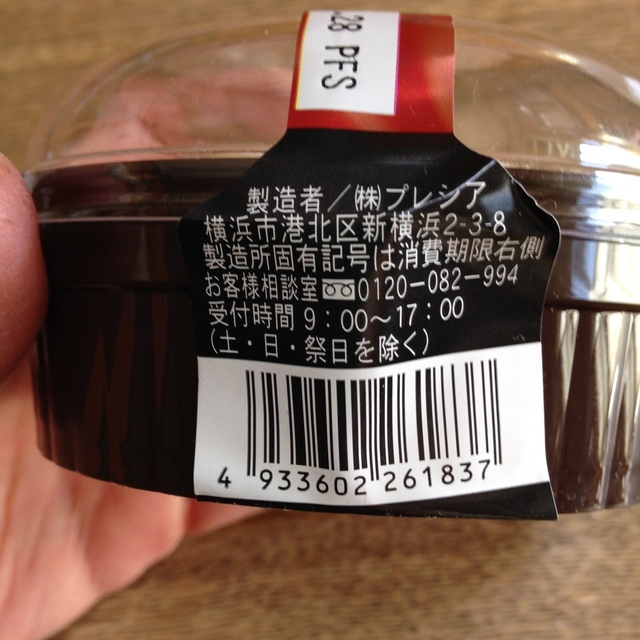 .28 PFS
製造者/㈱プレシア
横浜市港北区新横浜2-3-8
製造所固有記号は消費期限右側
お客様相談室 0120-082-994
受付時間 9:00～17:00
(土・日・祭日を除く)
4 933602 261837